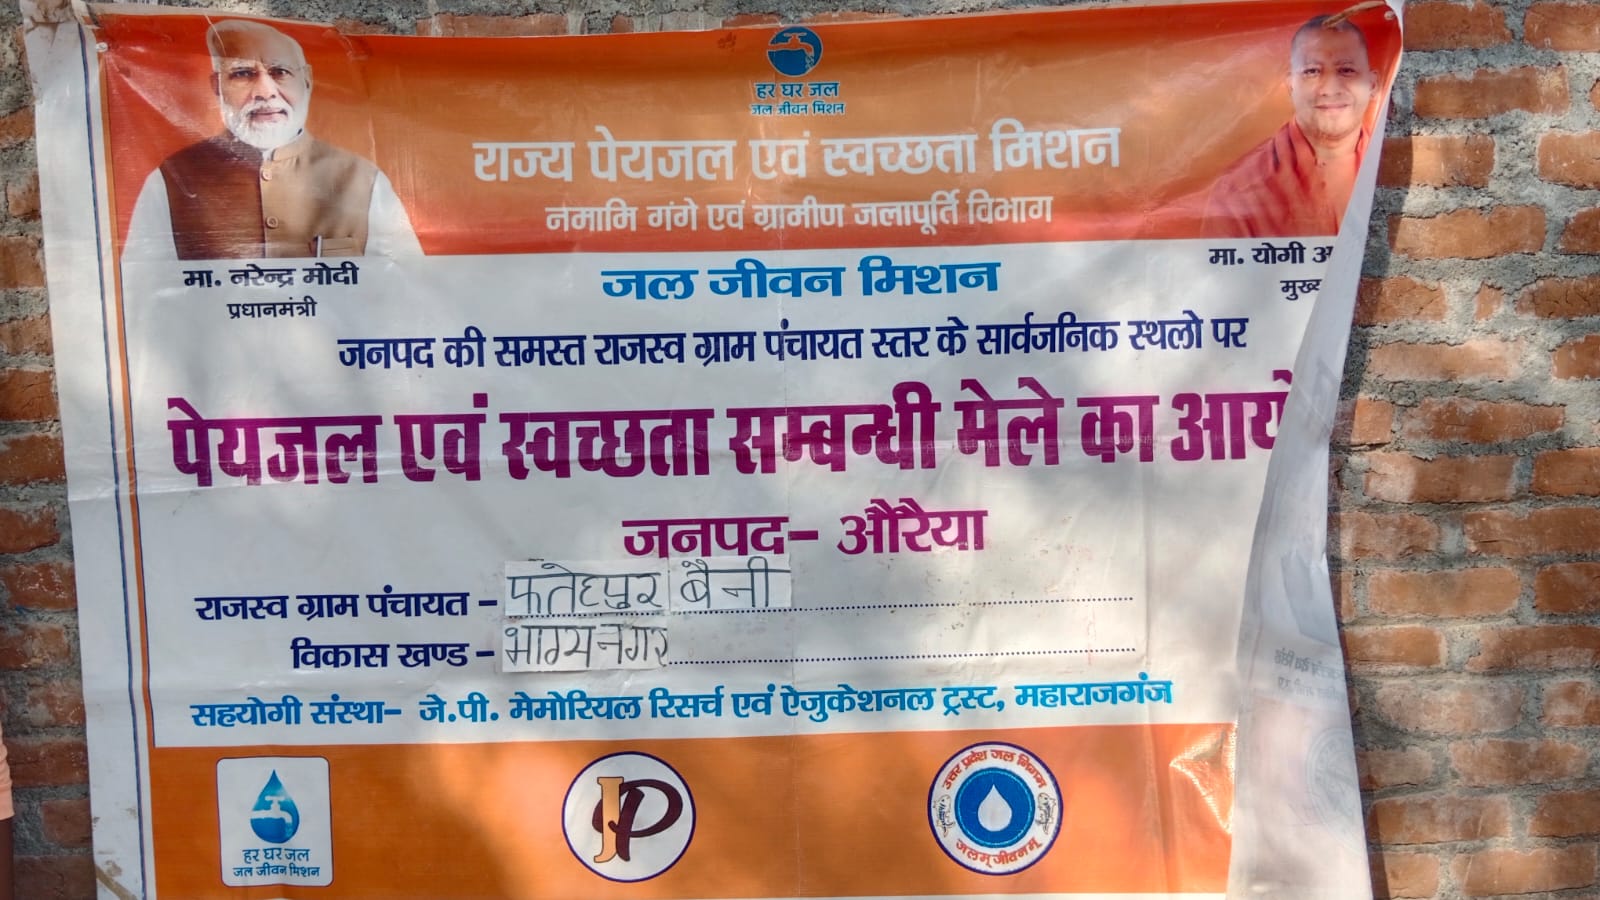 हर घर जल
जल जीवन मिशन
राज्य पेयजल एवं स्वच्छता मिशन
नमामि गंगे एवं ग्रामीण जलापूर्ति विभाग
मा. नरेन्द्र मोदी
प्रधानमंत्री
मा. योगी
जल जीवन मिशन
जनपद की समस्त राजस्व ग्राम पंचायत स्तर के सार्वजनिक स्थलो पर
पेयजल एवं स्वच्छता सम्बन्धी मेले का
जनपद- औरैया
राजस्व ग्राम पंचायत - फतेहपुर बैनी
विकास खण्ड - भाग्यनगर
सहयोगी संस्था- जे.पी. मेमोरियल रिसर्च एवं ऐजुकेशनल ट्रस्ट, महाराजगंज
हर घर जल
जल जीवन मिशन
JP
उत्तर प्रदेश जल निगम
जलम् जीवनम्